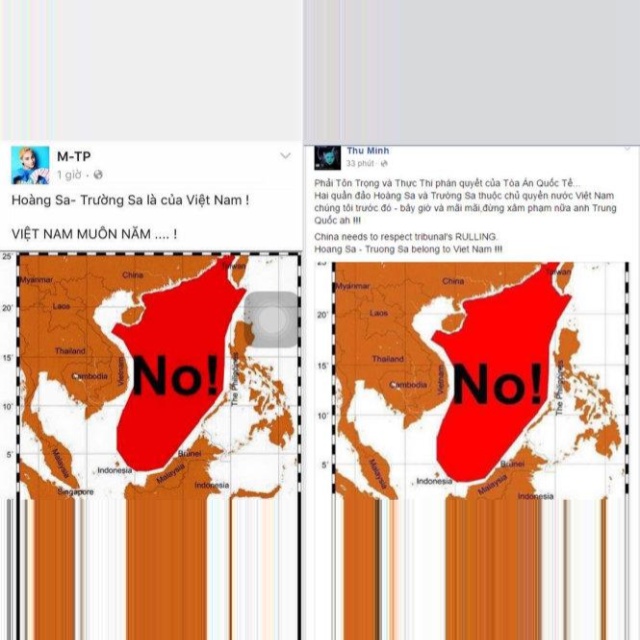 M-TP
1 giờ
Hoàng Sa- Trường Sa là của Việt Nam !
VIỆT NAM MUÔN NĂM .... !
25
20
15
10
5
Myanmar
China
Taiwan
Laos
Thailand
Cambodia
Vietnam
No!
The Philippines
Brunei
Malaysia
Indonesia
Malaysia
Indonesia
Singapore
Thu Minh
33 phút
Phải Tôn Trọng và Thực Thi phán quyết của Tòa Án Quốc Tế...
Hai quần đảo Hoàng Sa và Trường Sa thuộc chủ quyền nước Việt Nam
chúng tôi trước đó - bây giờ và mãi mãi,đừng xâm phạm nữa anh Trung
Quốc ah !!!
China needs to respect tribunal's RULLING.
Hoang Sa - Truong Sa belong to Viet Nam !!!
25
20
15
10
5
Myanmar
China
Taiwan
Laos
Thailand
Cambodia
Vietnam
No!
The Philippines
Brunei
Malaysia
Indonesia
Malaysia
Indonesia